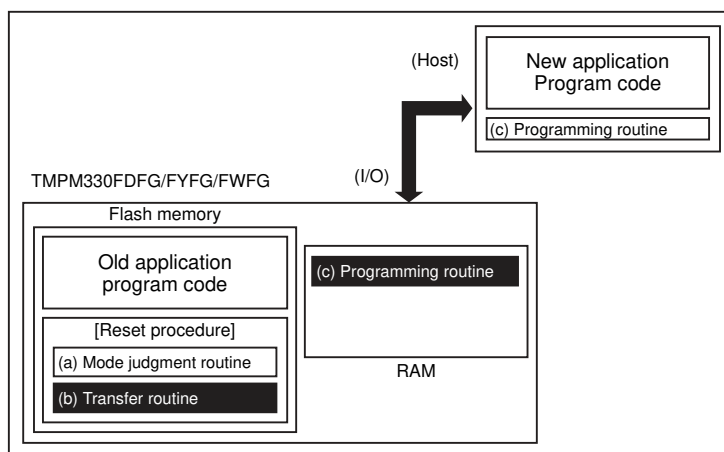 (Host)
New application
Program code
(c) Programming routine
(I/O)
TMPM330FDFG/FYFG/FWFG
Flash memory
Old application
program code
[Reset procedure]
(a) Mode judgment routine
(b) Transfer routine
(c) Programming routine
RAM